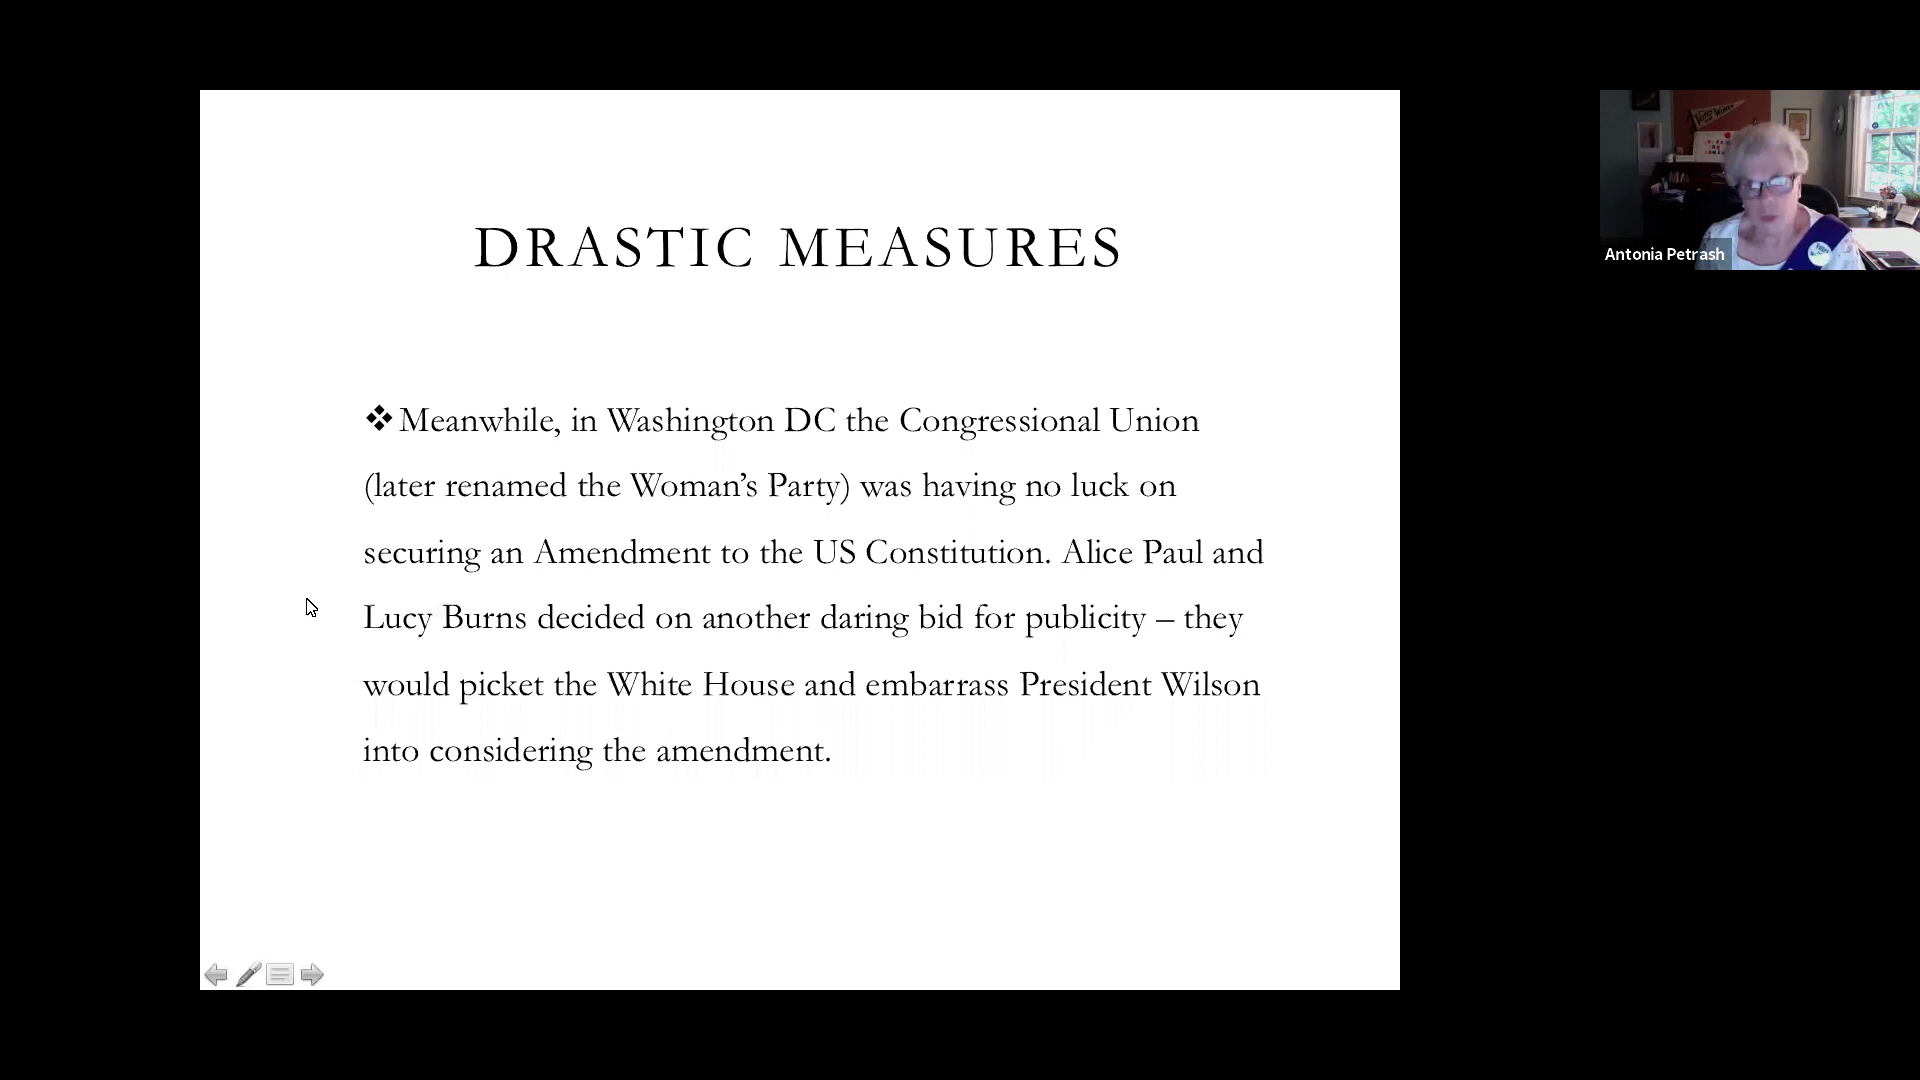 DRASTIC MEASURES
❖ Meanwhile, in Washington DC the Congressional Union
(later renamed the Woman’s Party) was having no luck on
securing an Amendment to the US Constitution. Alice Paul and
Lucy Burns decided on another daring bid for publicity – they
would picket the White House and embarrass President Wilson
into considering the amendment.
Antonia Petrash